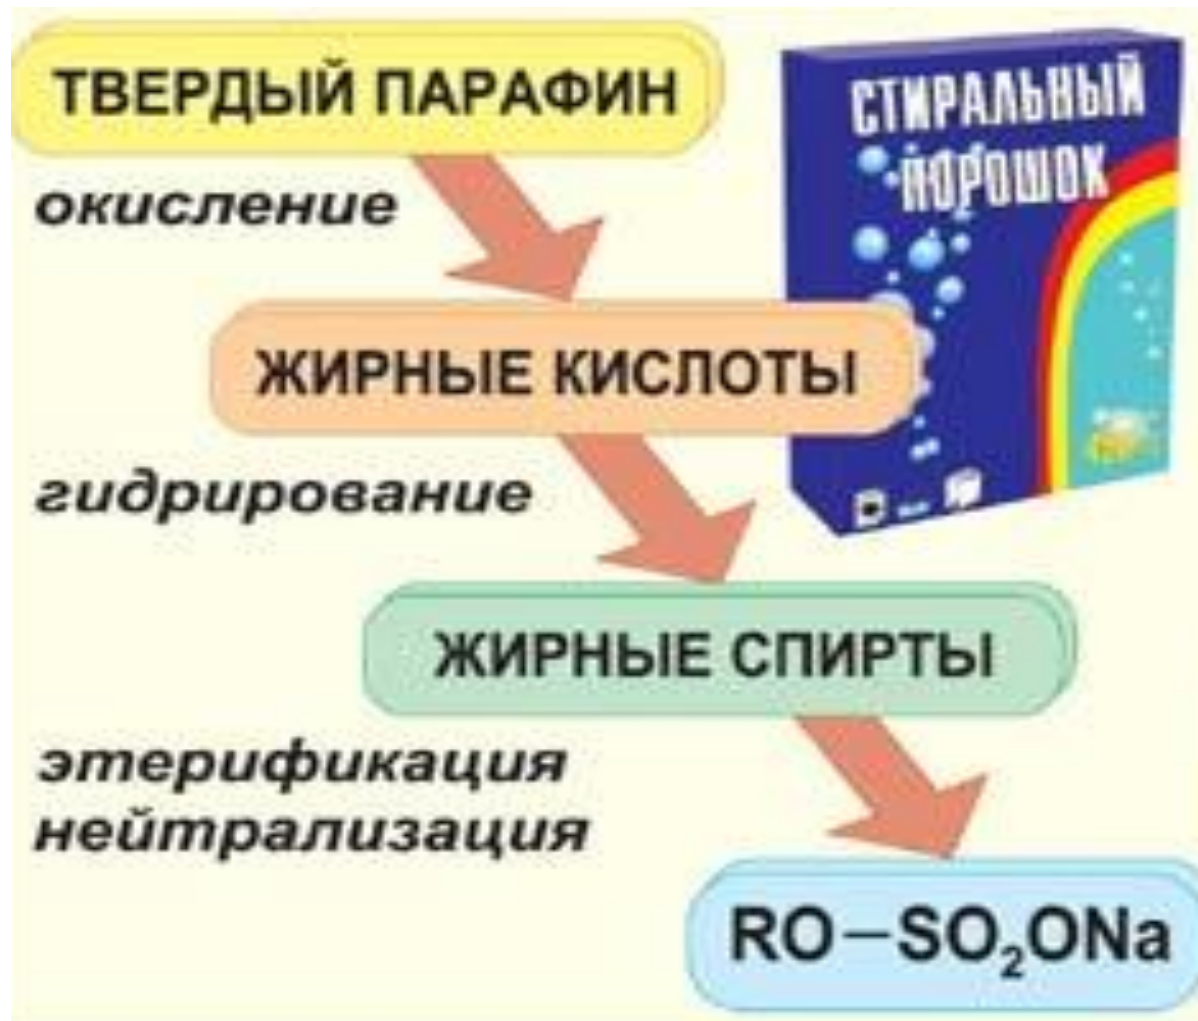 ТВЕРДЫЙ ПАРАФИН
СТИРАЛЬНЫЙ
ПОРОШОК
окисление
ЖИРНЫЕ КИСЛОТЫ
гидрирование
ЖИРНЫЕ СПИРТЫ
этерификация
нейтрализация
RO–SO₂ONa